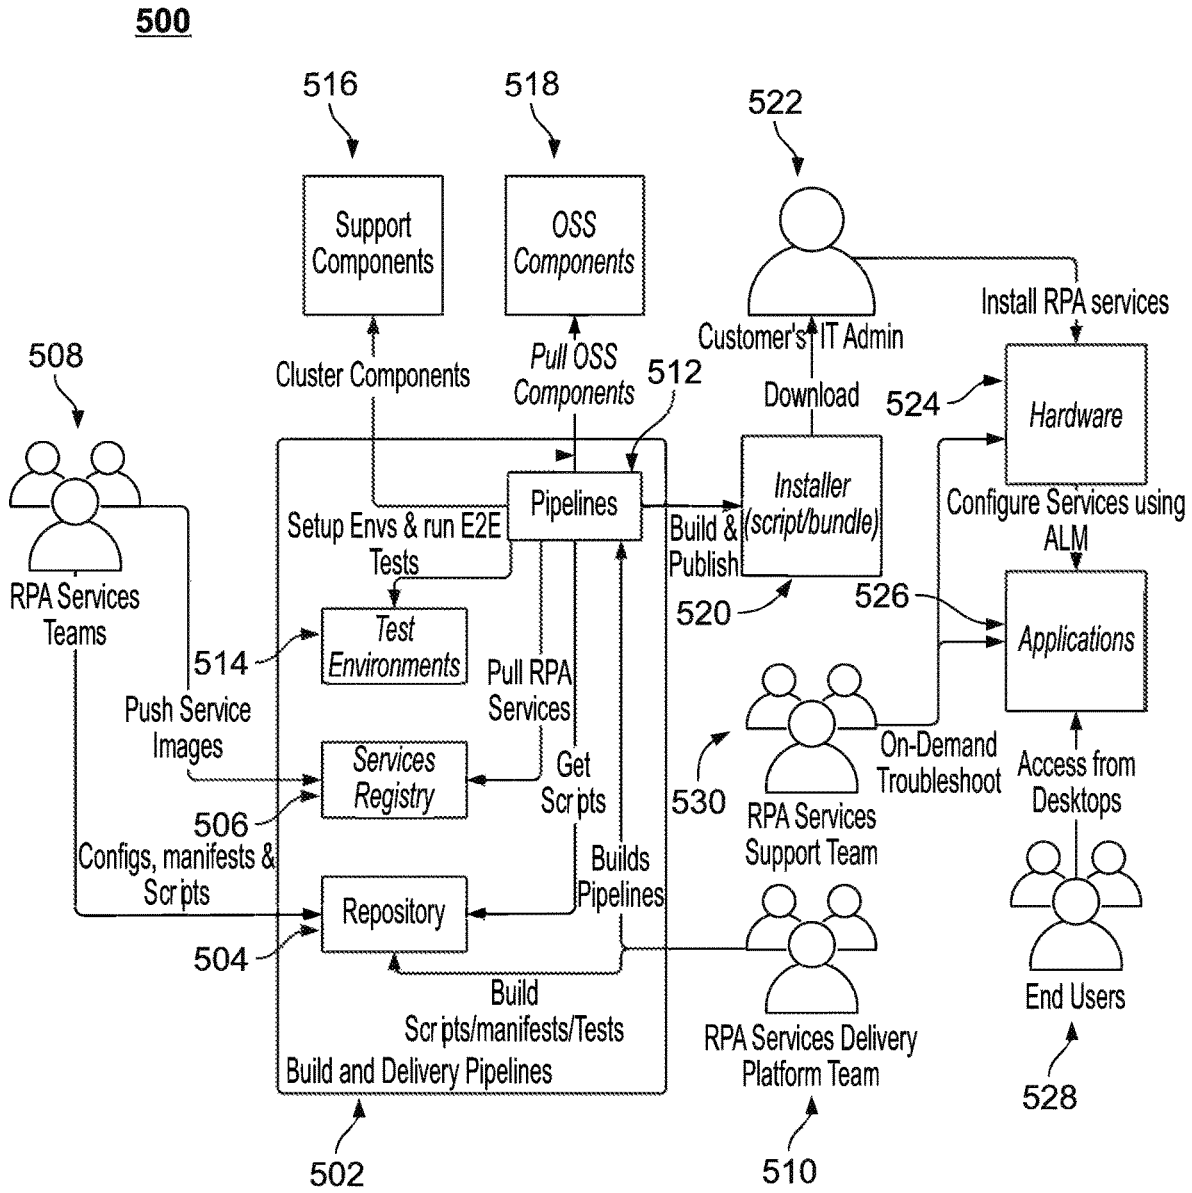 500
516
518
522
Support
Components
OSS
Components
Customer's IT Admin
Install RPA services
508
Cluster Components
Pull OSS
Components
512
Download
524
Hardware
RPA Services
Teams
Pipelines
Setup Envs & run E2E
Tests
Build &
Publish
Installer
(script/bundle)
520
Configure Services using
ALM
526
514
Test
Environments
Applications
Push Service
Images
Pull RPA
Services
Services
Registry
506
Get
Scripts
530
RPA Services
Support Team
On-Demand
Troubleshoot
Access from
Desktops
Configs, manifests &
Scripts
Repository
504
Builds
Pipelines
Build
Scripts/manifests/Tests
RPA Services Delivery
Platform Team
End Users
Build and Delivery Pipelines
502
510
528